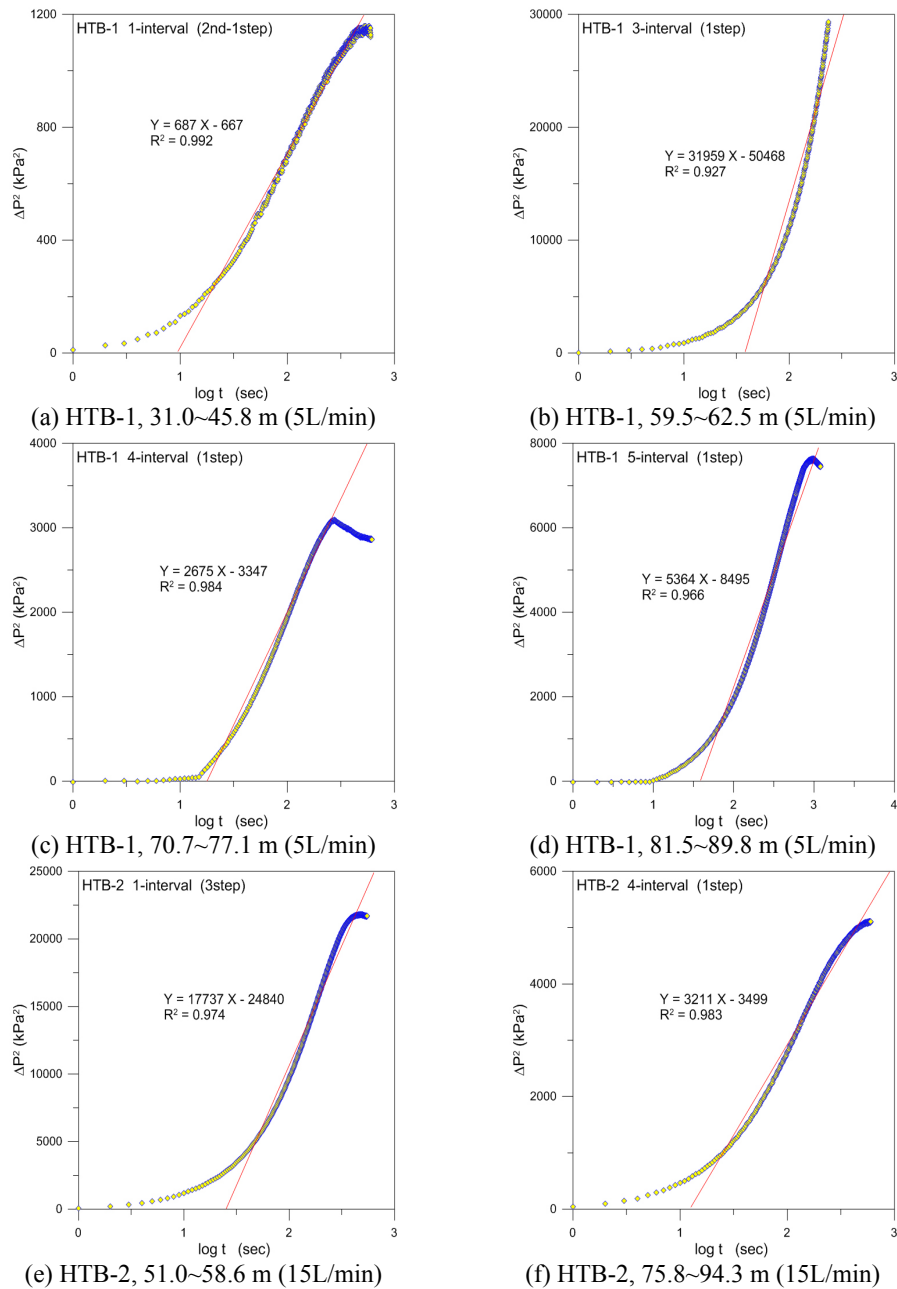 HTB-1 1-interval (2nd-1step)
Y = 687 X - 667
R² = 0.992
ΔP² (kPa²)
0
400
800
1200
0
1
2
3
log t (sec)
(a) HTB-1, 31.0~45.8 m (5L/min)
HTB-1 3-interval (1step)
Y = 31959 X - 50468
R² = 0.927
ΔP² (kPa²)
0
10000
20000
30000
0
1
2
3
log t (sec)
(b) HTB-1, 59.5~62.5 m (5L/min)
HTB-1 4-interval (1step)
Y = 2675 X - 3347
R² = 0.984
ΔP² (kPa²)
0
1000
2000
3000
4000
0
1
2
3
log t (sec)
(c) HTB-1, 70.7~77.1 m (5L/min)
HTB-1 5-interval (1step)
Y = 5364 X - 8495
R² = 0.966
ΔP² (kPa²)
0
2000
4000
6000
8000
0
1
2
3
4
log t (sec)
(d) HTB-1, 81.5~89.8 m (5L/min)
HTB-2 1-interval (3step)
Y = 17737 X - 24840
R² = 0.974
ΔP² (kPa²)
0
5000
10000
15000
20000
25000
0
1
2
3
log t (sec)
(e) HTB-2, 51.0~58.6 m (15L/min)
HTB-2 4-interval (1step)
Y = 3211 X - 3499
R² = 0.983
ΔP² (kPa²)
0
2000
4000
6000
0
1
2
3
log t (sec)
(f) HTB-2, 75.8~94.3 m (15L/min)